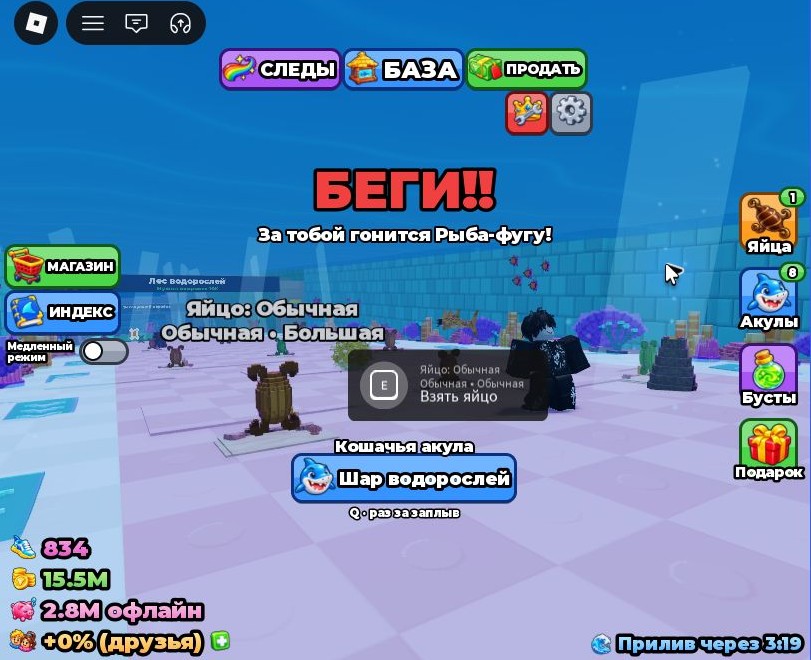 СЛЕДЫ
БАЗА
ПРОДАТЬ
БЕГИ!!
За тобой гонится Рыба-фугу!
1
Яйца
МАГАЗИН
8
Акулы
ИНДЕКС
Лес водорослей
Яйцо: Обычная
Обычная • Большая
Медленный
режим
E
Яйцо: Обычная
Обычная • Обычная
Взять яйцо
Бусты
Кошачья акула
Шар водорослей
Подарок
Q · раз за заплыв
834
15.5M
2.8M офлайн
+0% (друзья)
Прилив через 3:19